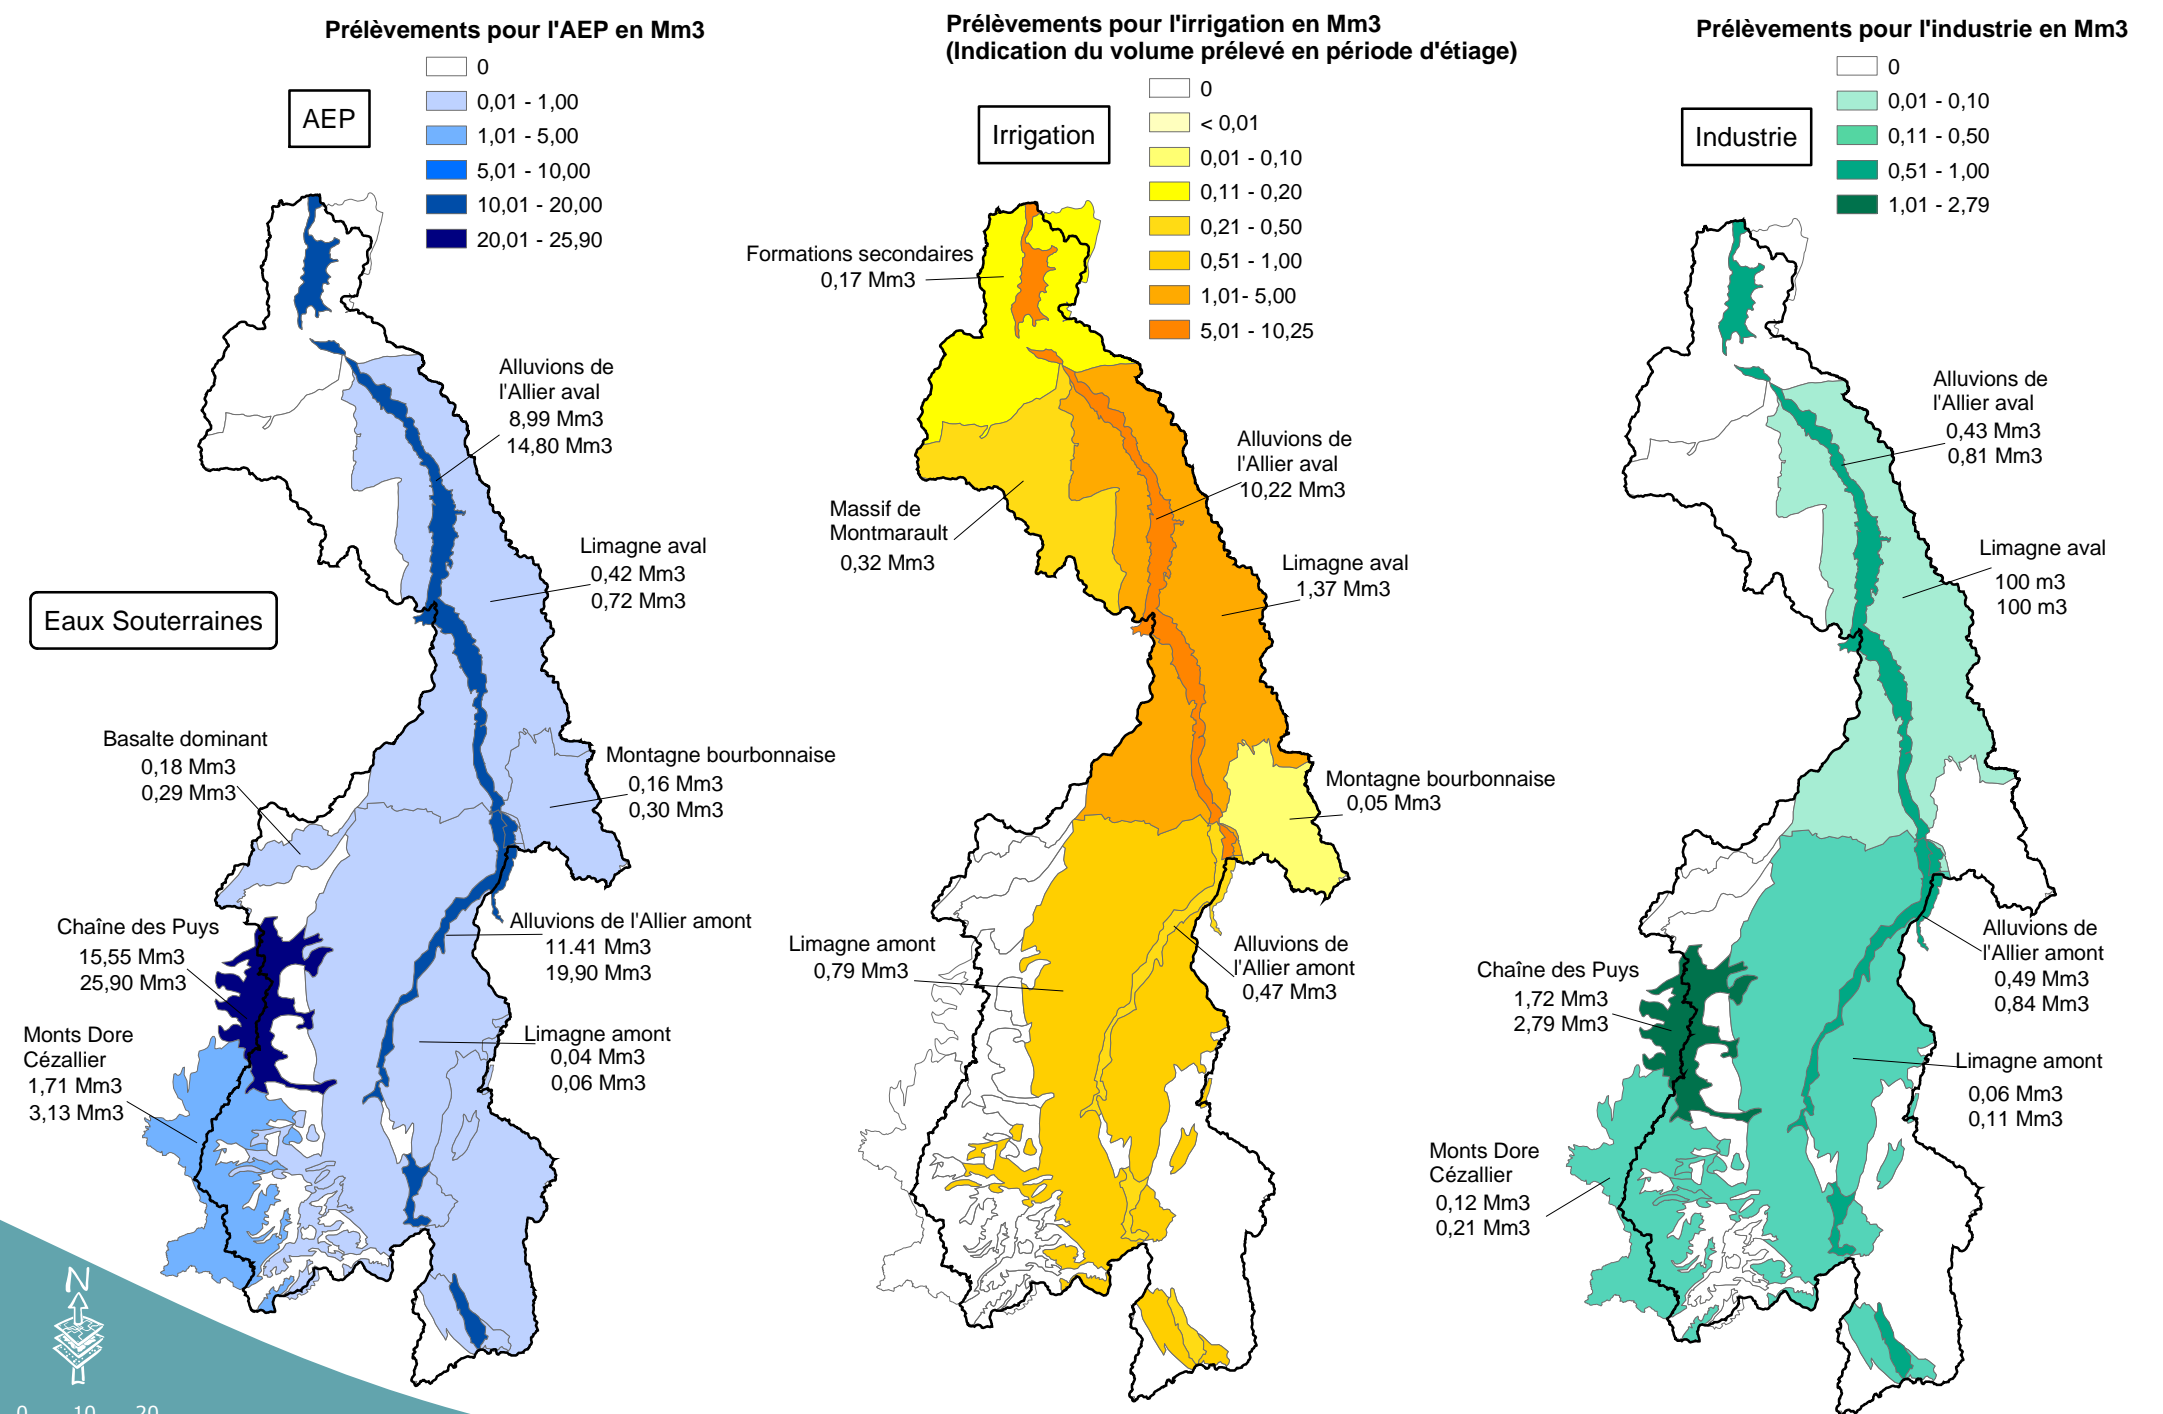 Prélèvements pour l'AEP en Mm3
0
0,01 - 1,00
1,01 - 5,00
5,01 - 10,00
10,01 - 20,00
20,01 - 25,90
AEP
Alluvions de
l'Allier aval
8,99 Mm3
14,80 Mm3
Limagne aval
0,42 Mm3
0,72 Mm3
Eaux Souterraines
Basalte dominant
0,18 Mm3
0,29 Mm3
Montagne bourbonnaise
0,16 Mm3
0,30 Mm3
Chaîne des Puys
15,55 Mm3
25,90 Mm3
Alluvions de l'Allier amont
11.41 Mm3
19,90 Mm3
Monts Dore
Cézallier
1,71 Mm3
3,13 Mm3
Limagne amont
0,04 Mm3
0,06 Mm3
N
0 10 20
Prélèvements pour l'irrigation en Mm3
(Indication du volume prélevé en période d'étiage)
0
< 0,01
0,01 - 0,10
0,11 - 0,20
0,21 - 0,50
0,51 - 1,00
1,01- 5,00
5,01 - 10,25
Irrigation
Formations secondaires
0,17 Mm3
Alluvions de
l'Allier aval
10,22 Mm3
Massif de
Montmarault
0,32 Mm3
Limagne aval
1,37 Mm3
Montagne bourbonnaise
0,05 Mm3
Limagne amont
0,79 Mm3
Alluvions de
l'Allier amont
0,47 Mm3
Prélèvements pour l'industrie en Mm3
0
0,01 - 0,10
0,11 - 0,50
0,51 - 1,00
1,01 - 2,79
Industrie
Alluvions de
l'Allier aval
0,43 Mm3
0,81 Mm3
Limagne aval
100 m3
100 m3
Alluvions de
l'Allier amont
0,49 Mm3
0,84 Mm3
Chaîne des Puys
1,72 Mm3
2,79 Mm3
Limagne amont
0,06 Mm3
0,11 Mm3
Monts Dore
Cézallier
0,12 Mm3
0,21 Mm3